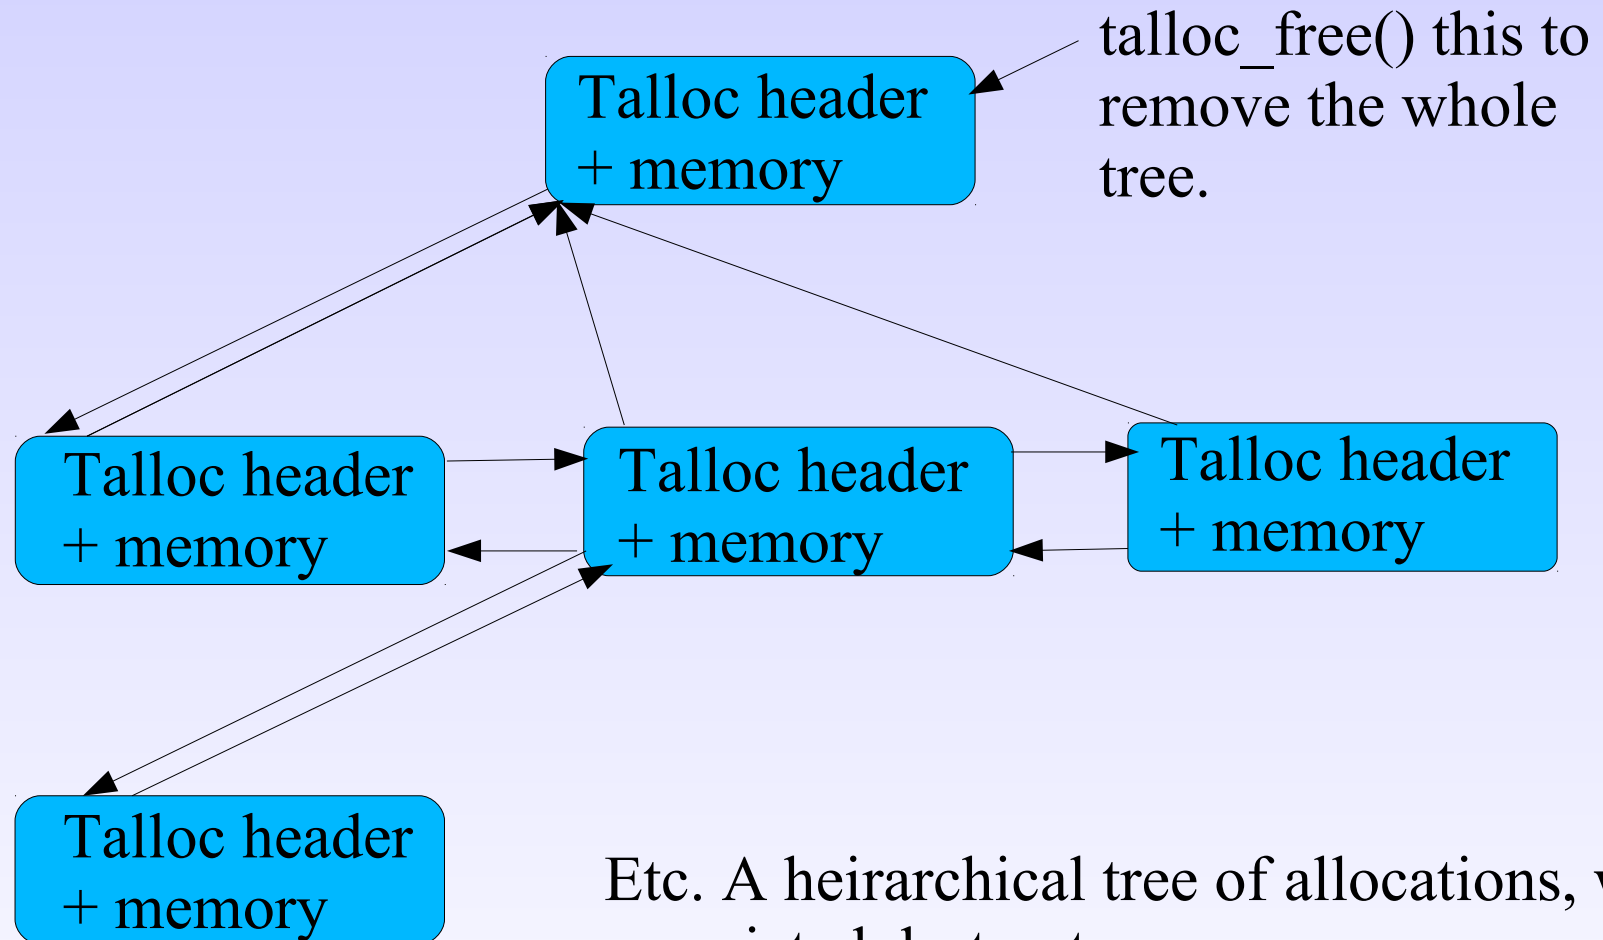 talloc_free() this to
remove the whole
tree.
Talloc header
+ memory
Talloc header
+ memory
Talloc header
+ memory
Talloc header
+ memory
Talloc header
+ memory
Etc. A heirarchical tree of allocations,